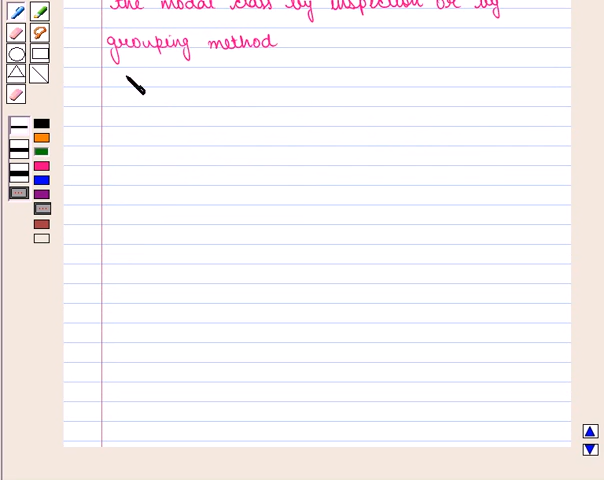 the modal class by inspection or by
grouping method